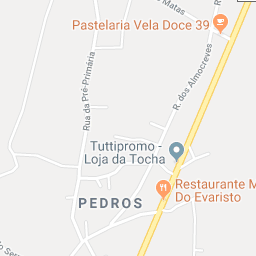 Matas
Pastelaria Vela Doce 39
Rua da Pré-Primária
R. dos Almocreves
Tuttipromo -
Loja da Tocha
Restaurante M
Do Evaristo
PEDROS